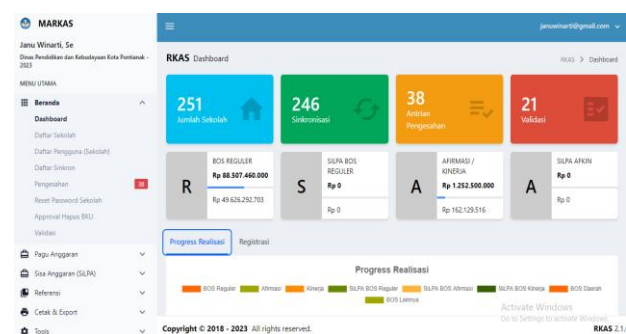 MARKAS
januwinarti@gmail.com
Janu Winarti, Se
Dinas Pendidikan dan Kebudayaan Kota Pontianak -
2023
MENU UTAMA
Beranda
Dashboard
Daftar Sekolah
Daftar Pengguna (Sekolah)
Daftar Sinkron
Pengesahan 38
Reset Password Sekolah
Approval Hapus BKU
Validasi
Pagu Anggaran
Sisa Anggaran (SiLPA)
Referensi
Cetak & Export
Tools
RKAS Dashboard
RKAS > Dashboard
251
Jumlah Sekolah
246
Sinkronisasi
38
Antrian
Pengesahan
21
Validasi
R
BOS REGULER
Rp 88.507.460.000
Rp 49.626.292.703
S
SILPA BOS
REGULER
Rp 0
Rp 0
A
AFIRMASI /
KINERJA
Rp 1.252.500.000
Rp 162.129.516
A
SILPA AFKIN
Rp 0
Rp 0
Progress Realisasi Registrasi
Progress Realisasi
BOS Reguler Afirmasi Kinerja SiLPA BOS Reguler SiLPA BOS Afirmasi SiLPA BOS Kinerja BOS Daerah
BOS Lainnya
Activate Windows
Go to Settings to activate Windows.
Copyright © 2018 - 2023 All rights reserved.
RKAS 2.1/